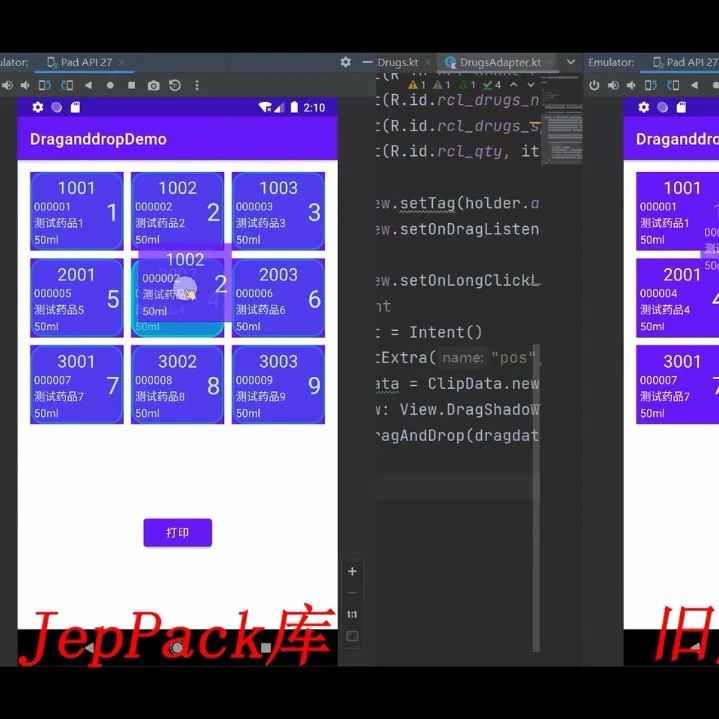 ulator:
Pad API 27
Drugs.kt
DrugsAdapter.kt
Emulator:
Pad API 27
2:10
DraganddropDemo
1001
000001
测试药品1
50ml
1
1002
000002
测试药品2
50ml
2
1003
000003
测试药品3
50ml
3
1002
000002
测试药品
50ml
2
2001
000005
测试药品5
50ml
5
2003
000006
测试药品6
50ml
6
3001
000007
测试药品7
50ml
7
3002
000008
测试药品8
50ml
8
3003
000009
测试药品9
50ml
9
打印
JepPack库
1
1
1
4
t(R.id.rcl_drugs_n
t(R.id.rcl_drugs_s
t(R.id.rcl_qty, it
ew.setTag(holder.a
ew.setOnDragListen
ew.setOnLongClickL
nt
t = Intent()
tExtra( name: "pos",
ata = ClipData.new
w: View.DragShadow
ragAndDrop(dragdat
1:1
Draganddrop
1001
000001
测试药品1
50ml
2001
000004
测试药品4
50ml
3001
000007
测试药品7
50ml
旧